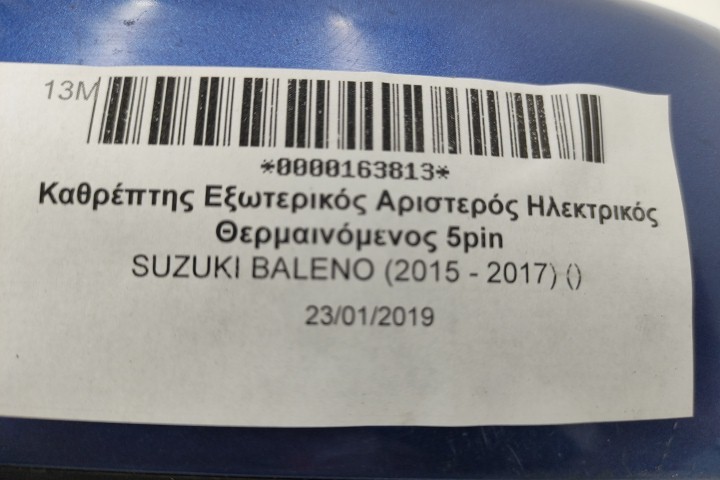 13M
*0000163813*
Καθρέπτης Εξωτερικός Αριστερός Ηλεκτρικός
Θερμαινόμενος 5pin
SUZUKI BALENO (2015 - 2017) ()
23/01/2019